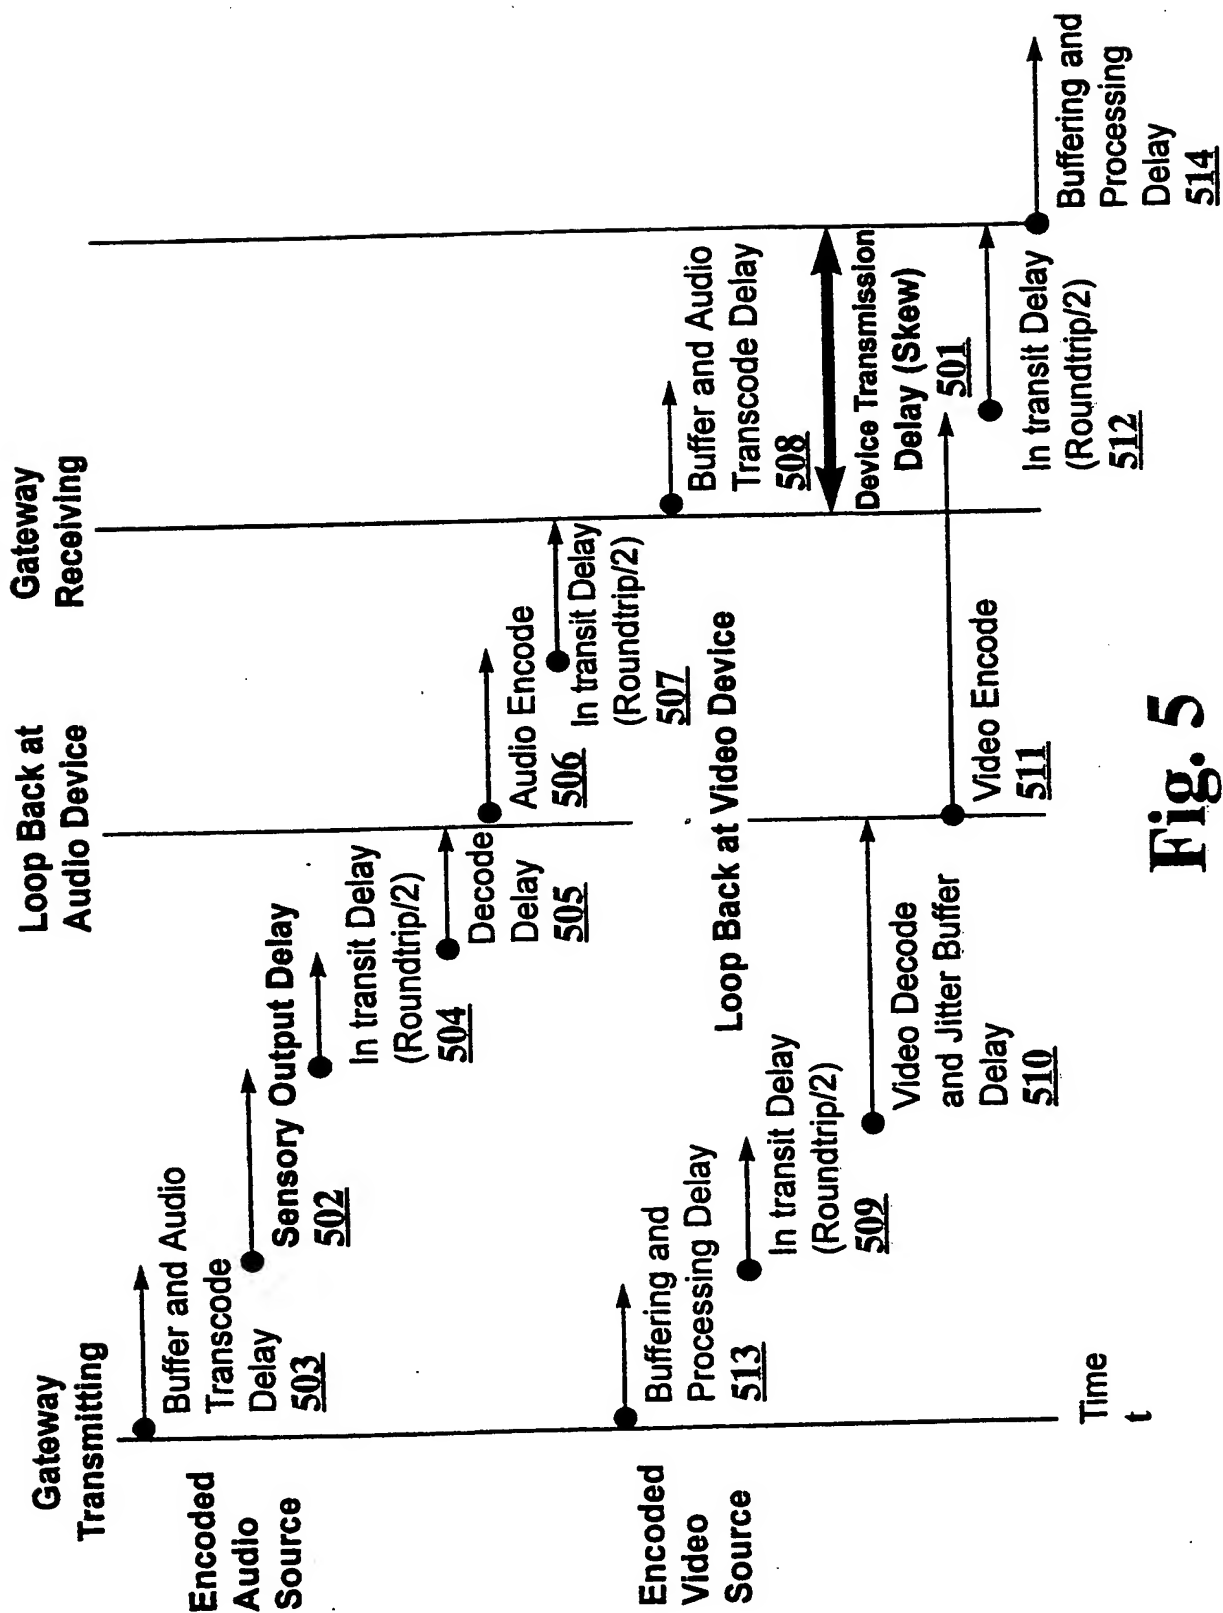 Gateway
Transmitting
Loop Back at
Audio Device
Gateway
Receiving
Encoded
Audio
Source
Buffer and Audio
Transcode
Delay
503
Sensory Output Delay
502
In transit Delay
(Roundtrip/2)
504
Decode
Delay
505
Audio Encode
506
In transit Delay
(Roundtrip/2)
507
Buffer and Audio
Transcode Delay
508
Device Transmission
Delay (Skew)
501
Encoded
Video
Source
Buffering and
Processing Delay
513
In transit Delay
(Roundtrip/2)
509
Loop Back at Video Device
Video Decode
and Jitter Buffer
Delay
510
Video Encode
511
In transit Delay
(Roundtrip/2)
512
Buffering and
Processing
Delay
514
Time
t
Fig. 5